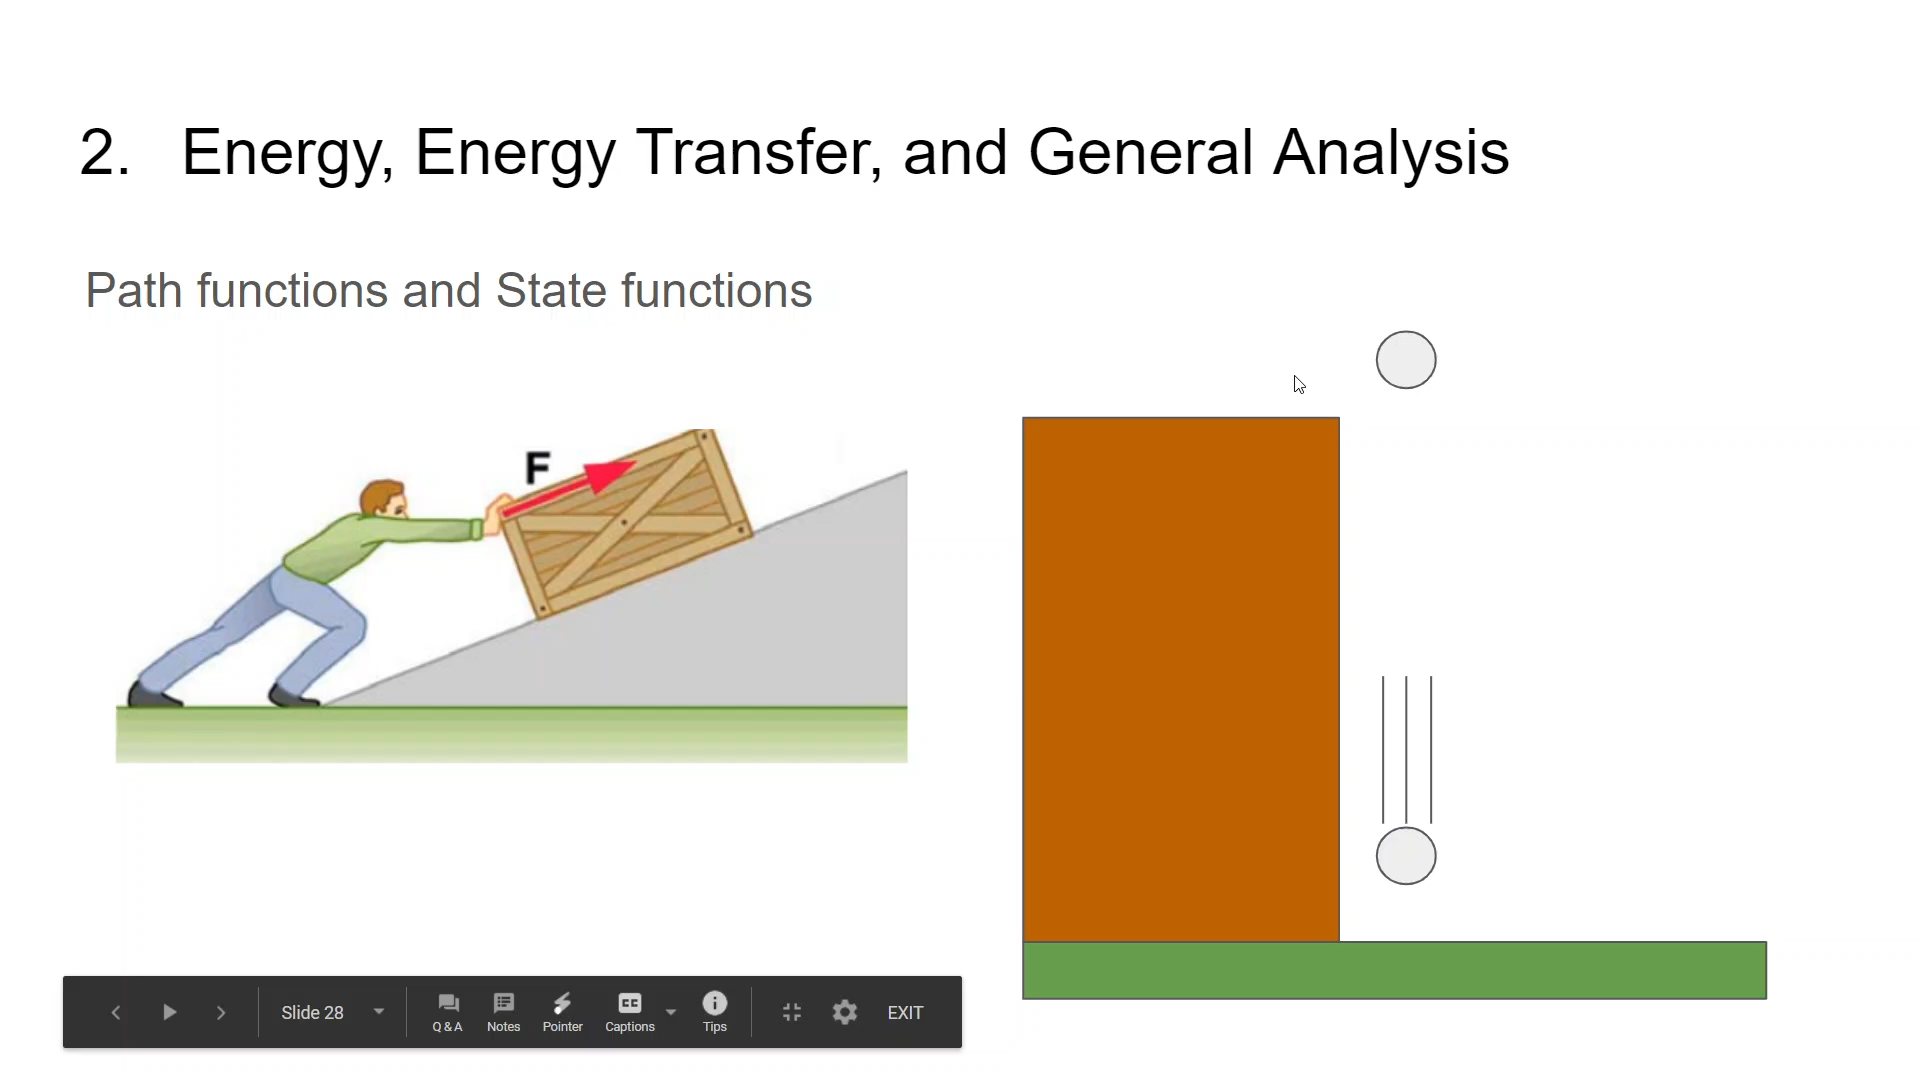 2. Energy, Energy Transfer, and General Analysis
Path functions and State functions
F
Slide 28
Q & A
Notes
Pointer
CC
Captions
Tips
EXIT